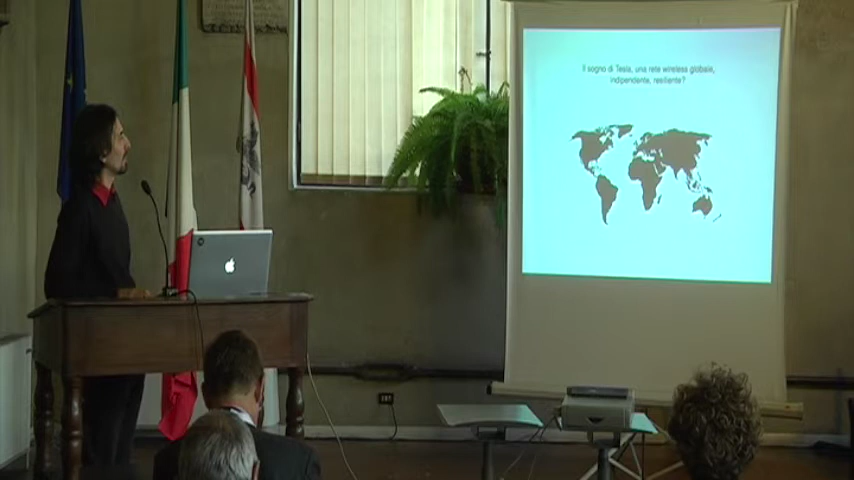 Il sogno di Tesla, una rete wireless globale,
indipendente, resiliente?